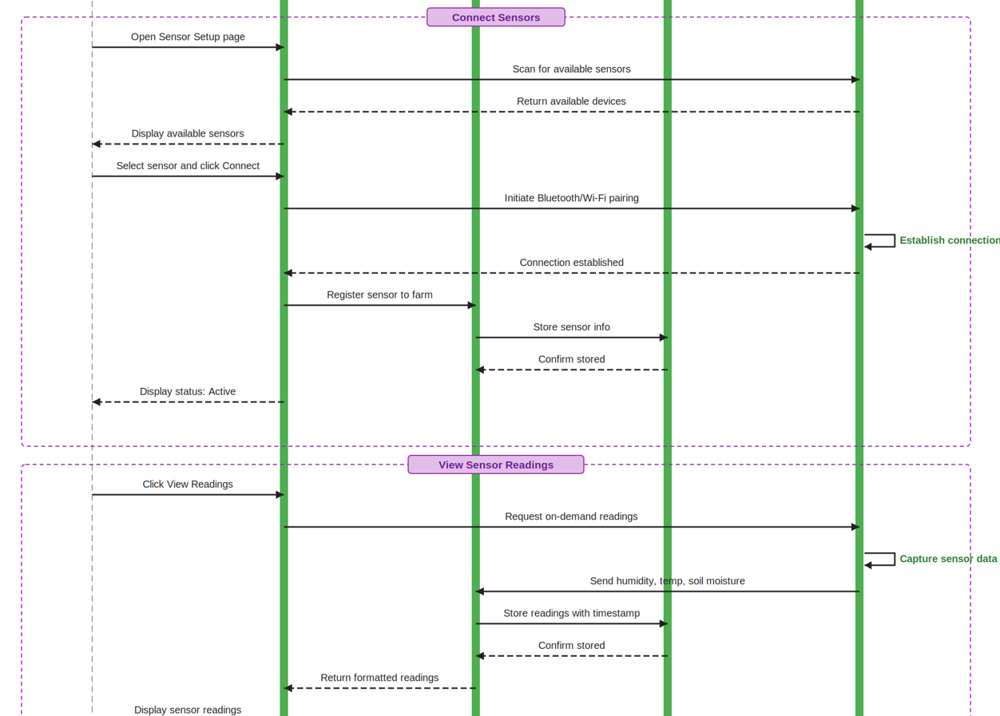 Connect Sensors
Open Sensor Setup page
Scan for available sensors
Return available devices
Display available sensors
Select sensor and click Connect
Initiate Bluetooth/Wi-Fi pairing
Establish connection
Connection established
Register sensor to farm
Store sensor info
Confirm stored
Display status: Active
View Sensor Readings
Click View Readings
Request on-demand readings
Capture sensor data
Send humidity, temp, soil moisture
Store readings with timestamp
Confirm stored
Return formatted readings
Display sensor readings